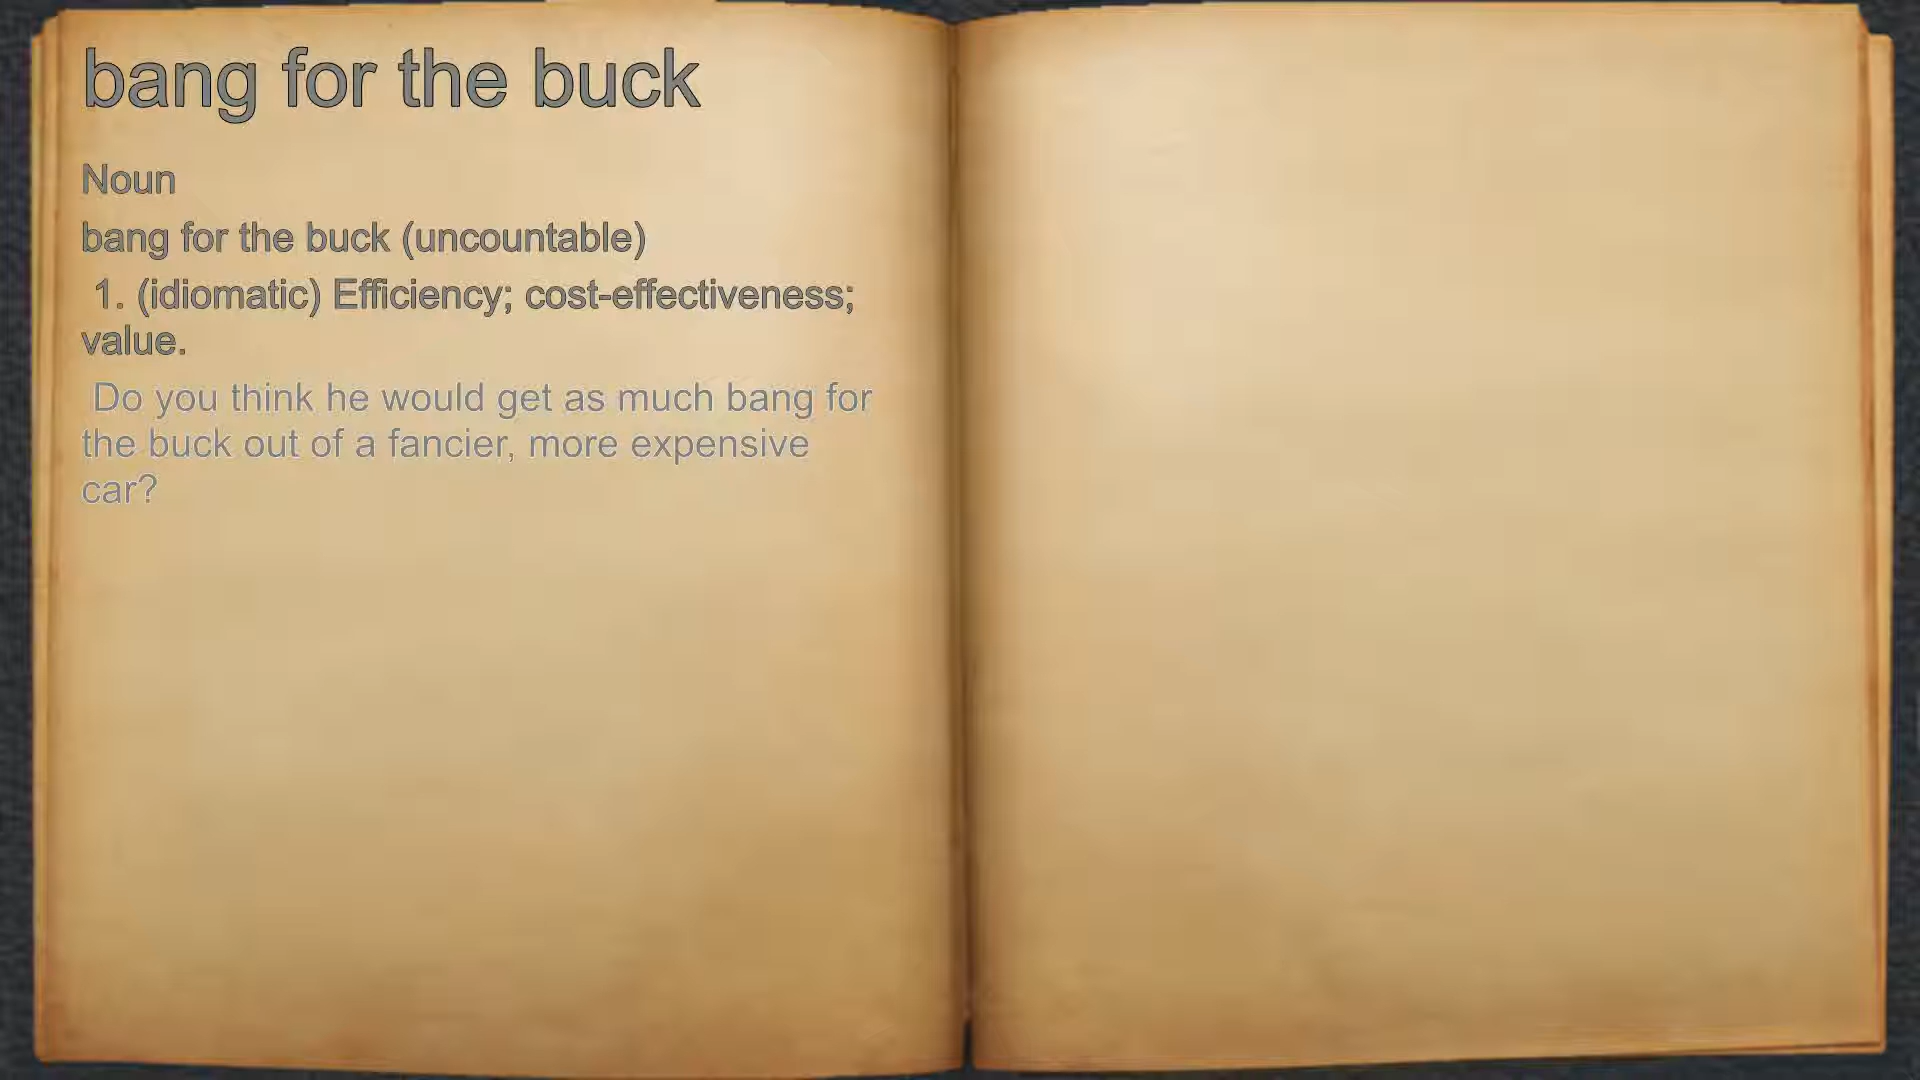 bang for the buck
Noun
bang for the buck (uncountable)
1. (idiomatic) Efficiency; cost-effectiveness;
value.
Do you think he would get as much bang for
the buck out of a fancier, more expensive
car?